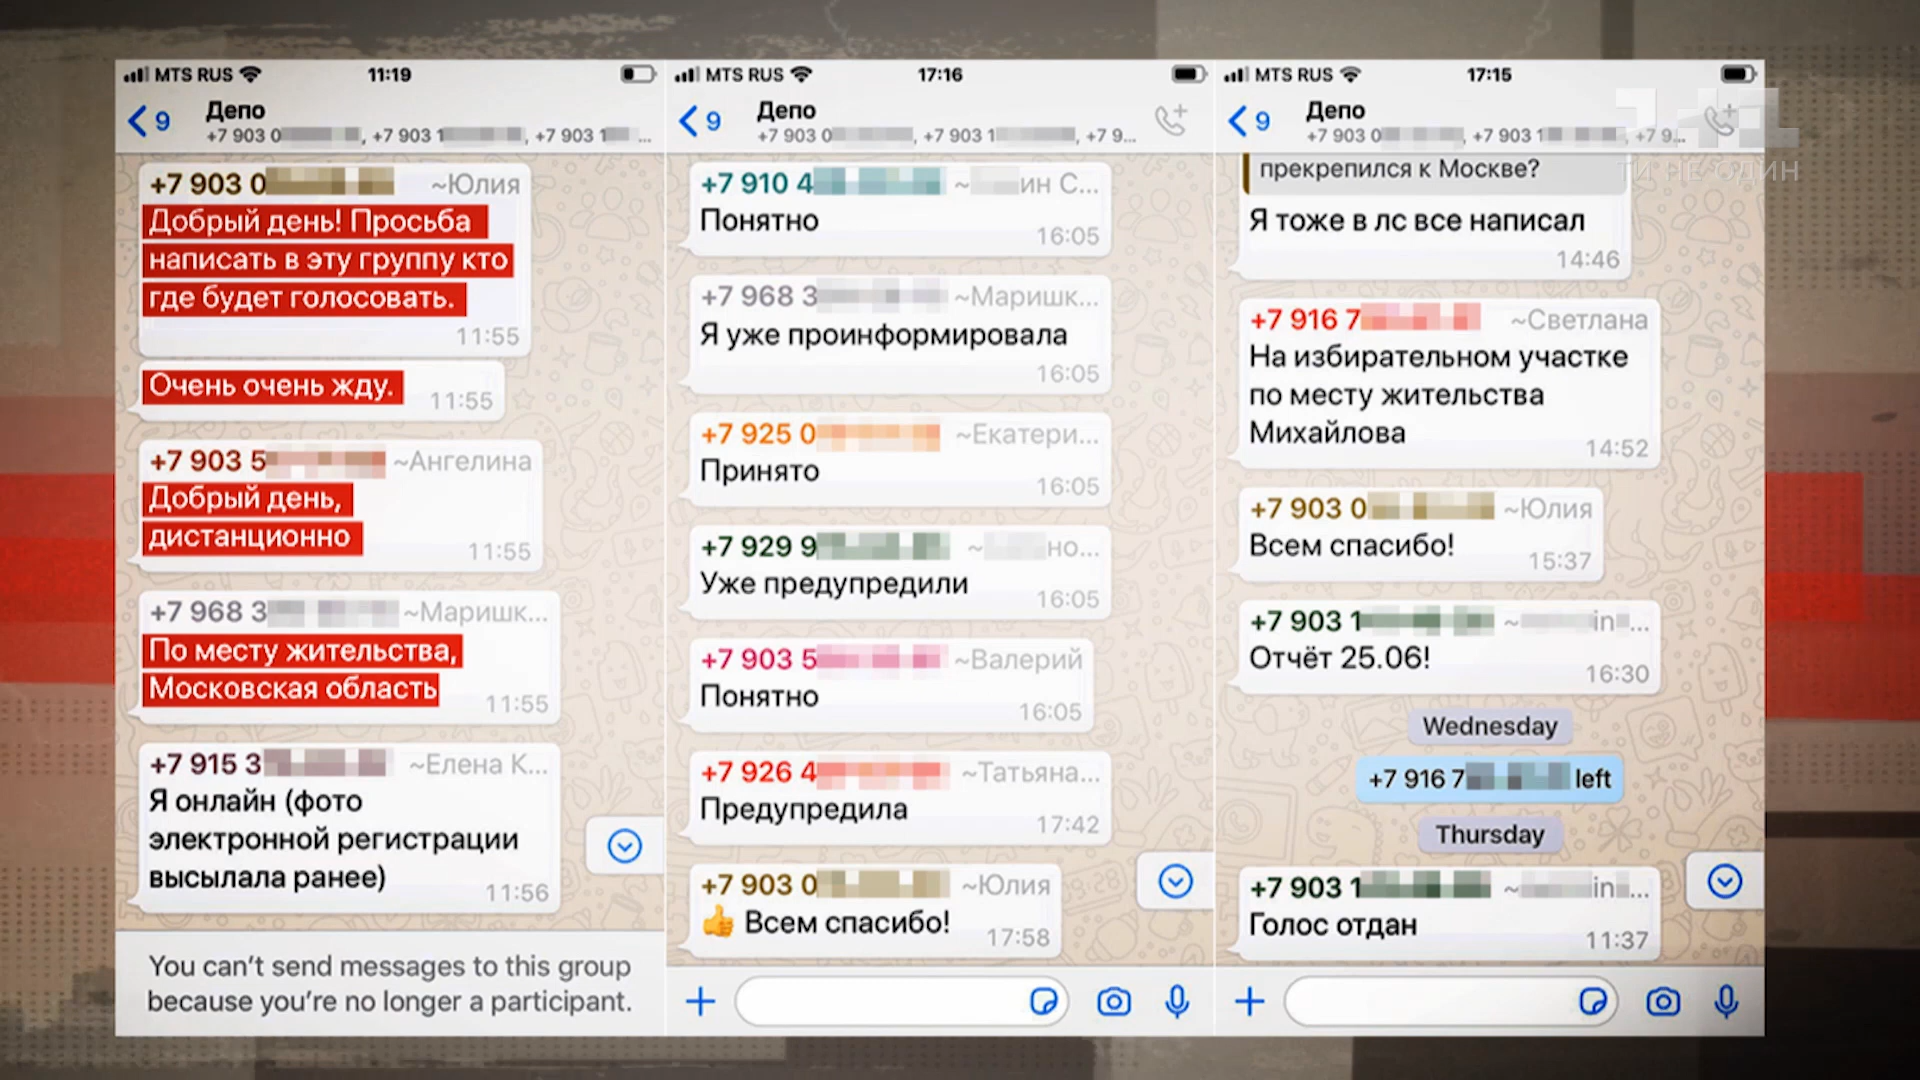 MTS RUS 11:19
9 Депо
+7 903 0 , +7 903 1 , +7 903 1 ...
+7 903 0 ~Юлия
Добрый день! Просьба
написать в эту группу кто
где будет голосовать.
11:55
Очень очень жду.
11:55
+7 903 5 ~Ангелина
Добрый день,
дистанционно
11:55
+7 968 3 ~Маришк...
По месту жительства,
Московская область
11:55
+7 915 3 ~Елена К...
Я онлайн (фото
электронной регистрации
высылала ранее)
11:56
You can't send messages to this group
because you're no longer a participant.
MTS RUS 17:16
9 Депо
+7 903 0 , +7 903 1 , +7 9...
+7 910 4 ~ ин С...
Понятно
16:05
+7 968 3 ~Маришк...
Я уже проинформировала
16:05
+7 925 0 ~Екатери...
Принято
16:05
+7 929 9 ~ но...
Уже предупредили
16:05
+7 903 5 ~Валерий
Понятно
16:05
+7 926 4 ~Татьяна...
Предупредила
17:42
+7 903 0 ~Юлия
👍 Всем спасибо!
17:58
MTS RUS 17:15
9 Депо
+7 903 0 , +7 903 1 , +7 9...
1+1
ТИ НЕ ОДИН
прекрепился к Москве?
Я тоже в лс все написал
14:46
+7 916 7 ~Светлана
На избирательном участке
по месту жительства
Михайлова
14:52
+7 903 0 ~Юлия
Всем спасибо!
15:37
+7 903 1 ~ in ...
Отчёт 25.06!
16:30
Wednesday
+7 916 7 left
Thursday
+7 903 1 ~ in ...
Голос отдан
11:37